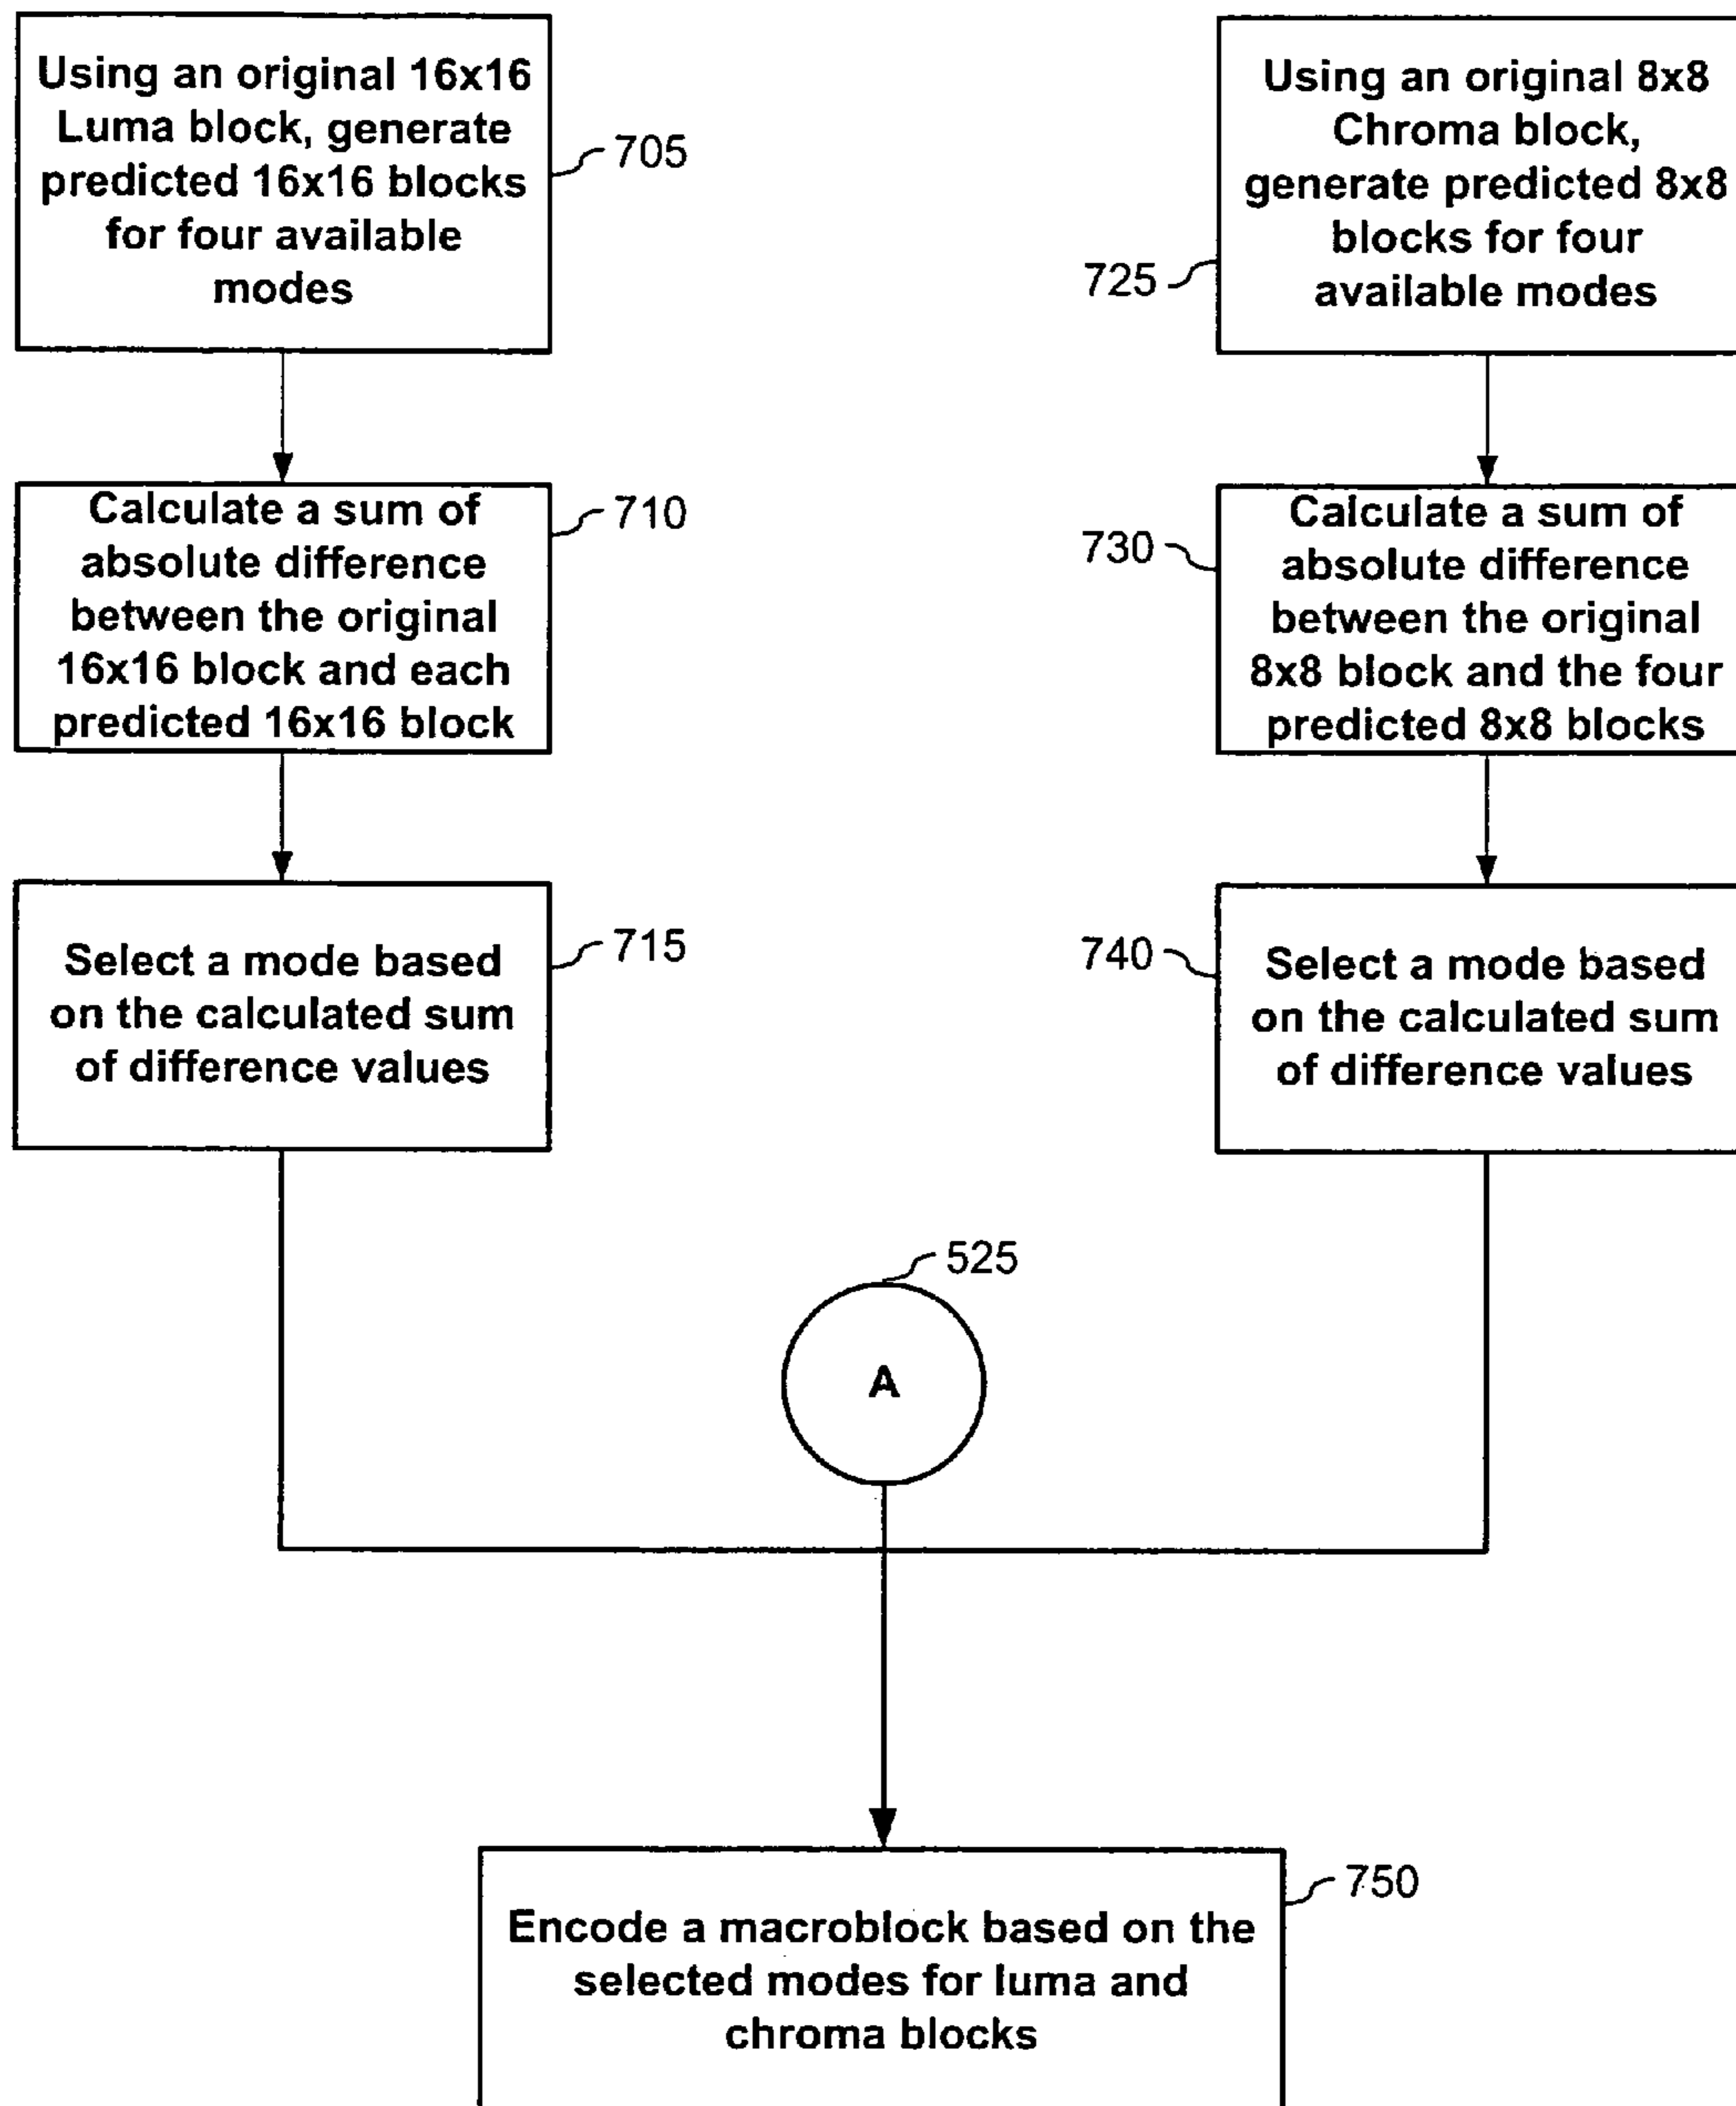 Using an original 16x16
Luma block, generate
predicted 16x16 blocks
for four available
modes
705
Using an original 8x8
Chroma block,
generate predicted 8x8
blocks for four
available modes
725
Calculate a sum of
absolute difference
between the original
16x16 block and each
predicted 16x16 block
710
Calculate a sum of
absolute difference
between the original
8x8 block and the four
predicted 8x8 blocks
730
Select a mode based
on the calculated sum
of difference values
715
Select a mode based
on the calculated sum
of difference values
740
525
A
Encode a macroblock based on the
selected modes for luma and
chroma blocks
750